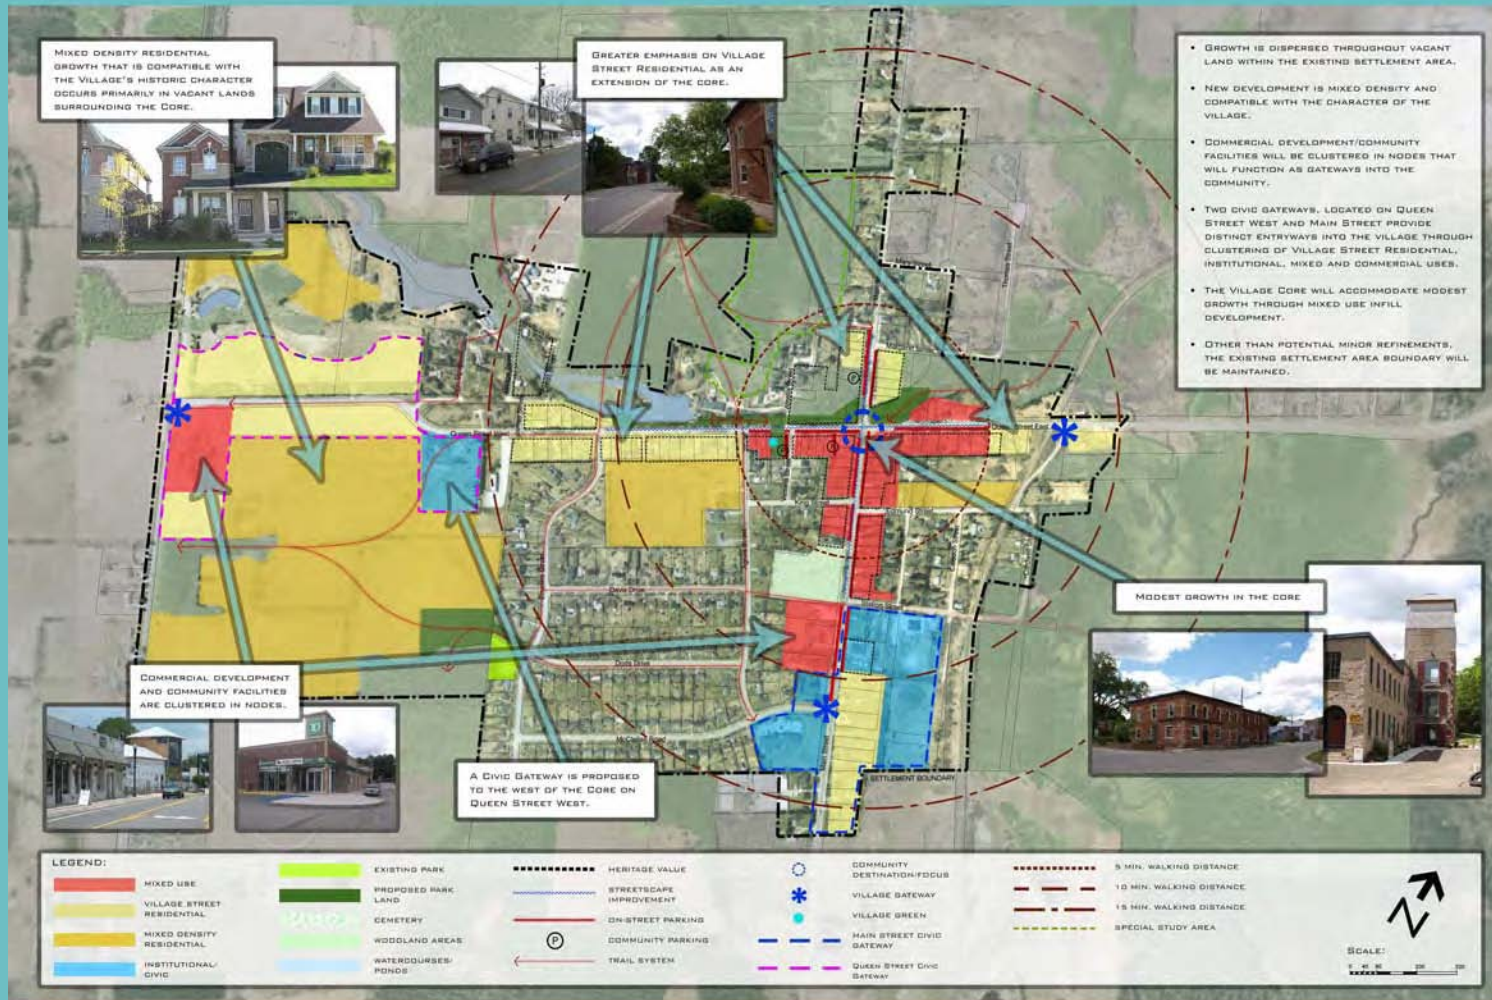 MIXED DENSITY RESIDENTIAL
GROWTH THAT IS COMPATIBLE WITH
THE VILLAGE'S HISTORIC CHARACTER
OCCURS PRIMARILY IN VACANT LANDS
SURROUNDING THE CORE.
GREATER EMPHASIS ON VILLAGE
STREET RESIDENTIAL AS AN
EXTENSION OF THE CORE.
• GROWTH IS DISPERSED THROUGHOUT VACANT
LAND WITHIN THE EXISTING SETTLEMENT AREA.
• NEW DEVELOPMENT IS MIXED DENSITY AND
COMPATIBLE WITH THE CHARACTER OF THE
VILLAGE.
• COMMERCIAL DEVELOPMENT/COMMUNITY
FACILITIES WILL BE CLUSTERED IN NODES THAT
WILL FUNCTION AS GATEWAYS INTO THE
COMMUNITY.
• TWO CIVIC GATEWAYS, LOCATED ON QUEEN
STREET WEST AND MAIN STREET PROVIDE
DISTINCT ENTRYWAYS INTO THE VILLAGE THROUGH
CLUSTERING OF VILLAGE STREET RESIDENTIAL,
INSTITUTIONAL, MIXED AND COMMERCIAL USES.
• THE VILLAGE CORE WILL ACCOMMODATE MODEST
GROWTH THROUGH MIXED USE INFILL
DEVELOPMENT.
• OTHER THAN POTENTIAL MINOR REFINEMENTS,
THE EXISTING SETTLEMENT AREA BOUNDARY WILL
BE MAINTAINED.
P
Queen Street
Street East
Davis Drive
Dods Drive
McCullogh Road
SETTLEMENT BOUNDARY
MODEST GROWTH IN THE CORE
COMMERCIAL DEVELOPMENT
AND COMMUNITY FACILITIES
ARE CLUSTERED IN NODES.
A CIVIC GATEWAY IS PROPOSED
TO THE WEST OF THE CORE ON
QUEEN STREET WEST.
LEGEND:
MIXED USE
VILLAGE STREET
RESIDENTIAL
MIXED DENSITY
RESIDENTIAL
INSTITUTIONAL/
CIVIC
EXISTING PARK
PROPOSED PARK
LAND
CEMETERY
WOODLAND AREAS
WATERCOURSES/
PONDS
HERITAGE VALUE
STREETSCAPE
IMPROVEMENT
ON-STREET PARKING
P COMMUNITY PARKING
TRAIL SYSTEM
COMMUNITY
DESTINATION/FOCUS
VILLAGE GATEWAY
VILLAGE GREEN
MAIN STREET CIVIC
GATEWAY
QUEEN STREET CIVIC
GATEWAY
5 MIN. WALKING DISTANCE
10 MIN. WALKING DISTANCE
15 MIN. WALKING DISTANCE
SPECIAL STUDY AREA
N
SCALE: